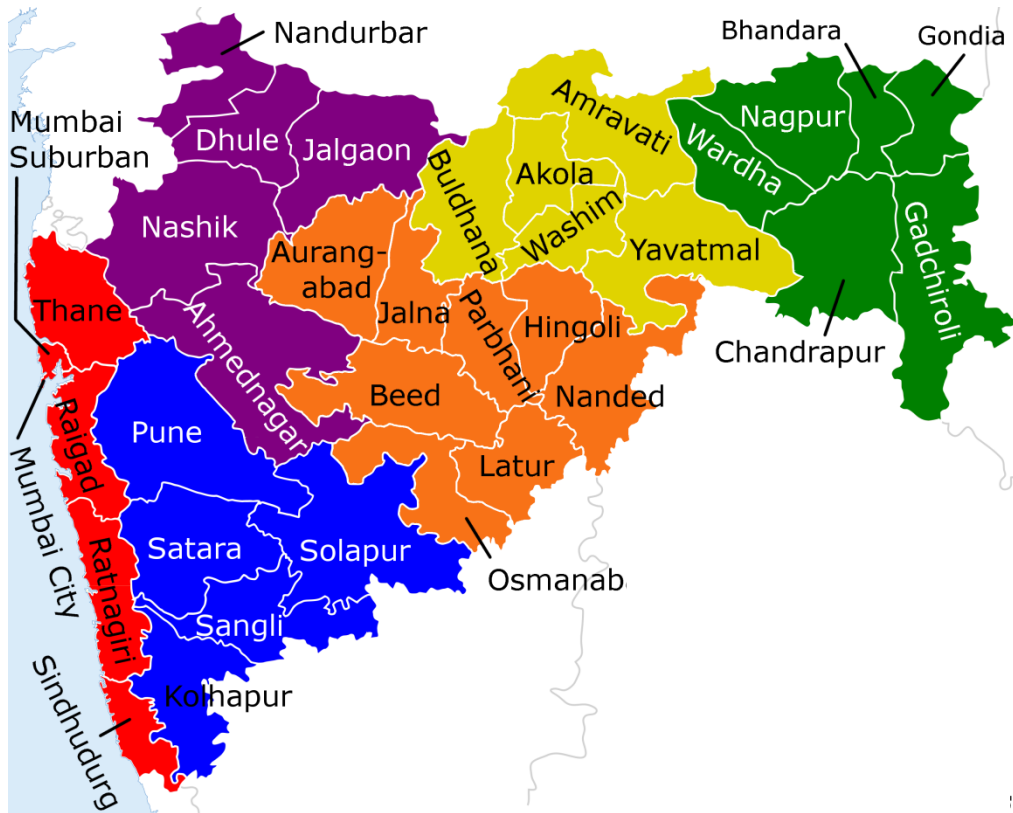 Nandurbar
Bhandara
Gondia
Mumbai
Suburban
Dhule
Jalgaon
Amravati
Nagpur
Wardha
Buldhana
Akola
Washim
Nashik
Aurang-
abad
Yavatmal
Gadchiroli
Thane
Ahmednagar
Jalna
Parbhani
Hingoli
Chandrapur
Beed
Nanded
Raigad
Pune
Latur
Mumbai City
Ratnagiri
Satara
Solapur
Osmanab
Sangli
Sindhudurg
Kolhapur